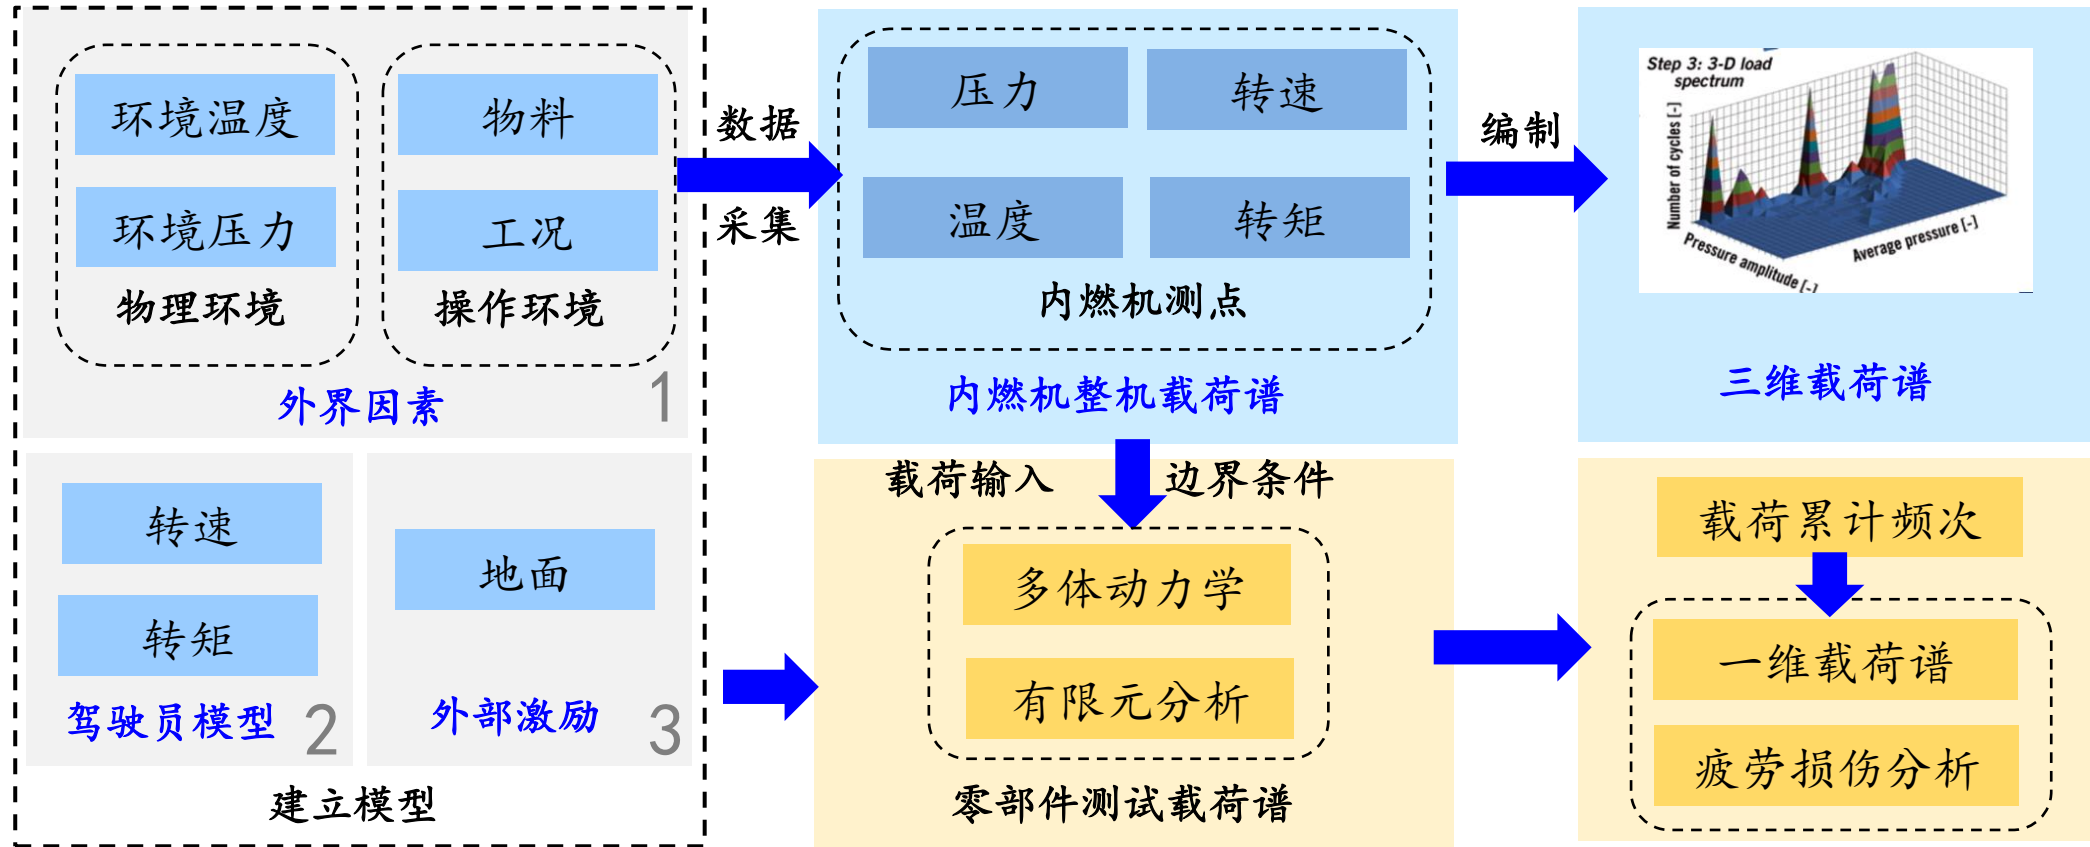 环境温度
环境压力
物理环境
物料
工况
操作环境
外界因素
1
转速
转矩
驾驶员模型
2
地面
外部激励
3
建立模型
数据
采集
压力
转速
温度
转矩
内燃机测点
内燃机整机载荷谱
编制
Step 3: 3-D load
spectrum
Number of cycles [-]
Pressure amplitude [-]
Average pressure [-]
三维载荷谱
载荷输入
边界条件
多体动力学
有限元分析
零部件测试载荷谱
载荷累计频次
一维载荷谱
疲劳损伤分析